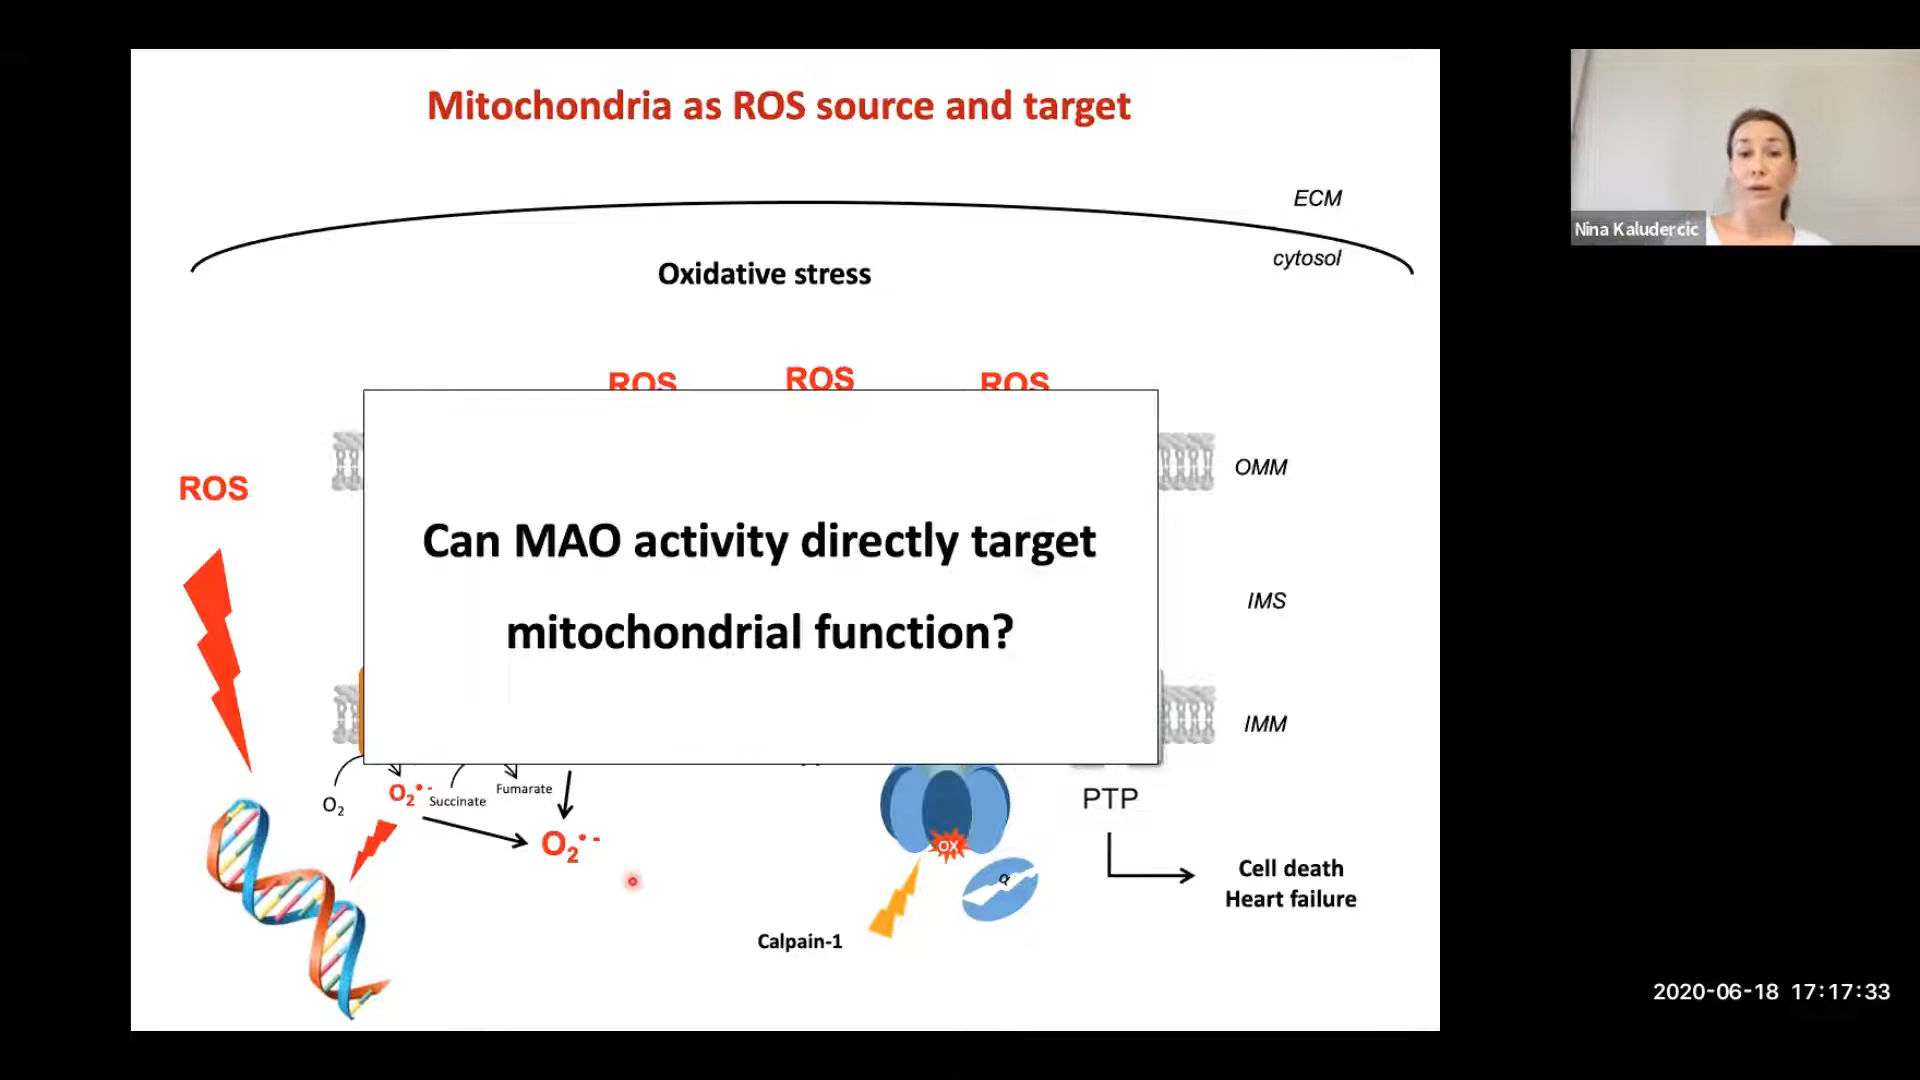 Mitochondria as ROS source and target
ECM
Nina Kaludercic
cytosol
Oxidative stress
ROS ROS ROS
OMM
ROS
Can MAO activity directly target
mitochondrial function?
IMS
IMM
O2 O2•- Succinate Fumarate
PTP
O2•-
OX
α
Cell death
Heart failure
Calpain-1
2020-06-18 17:17:33